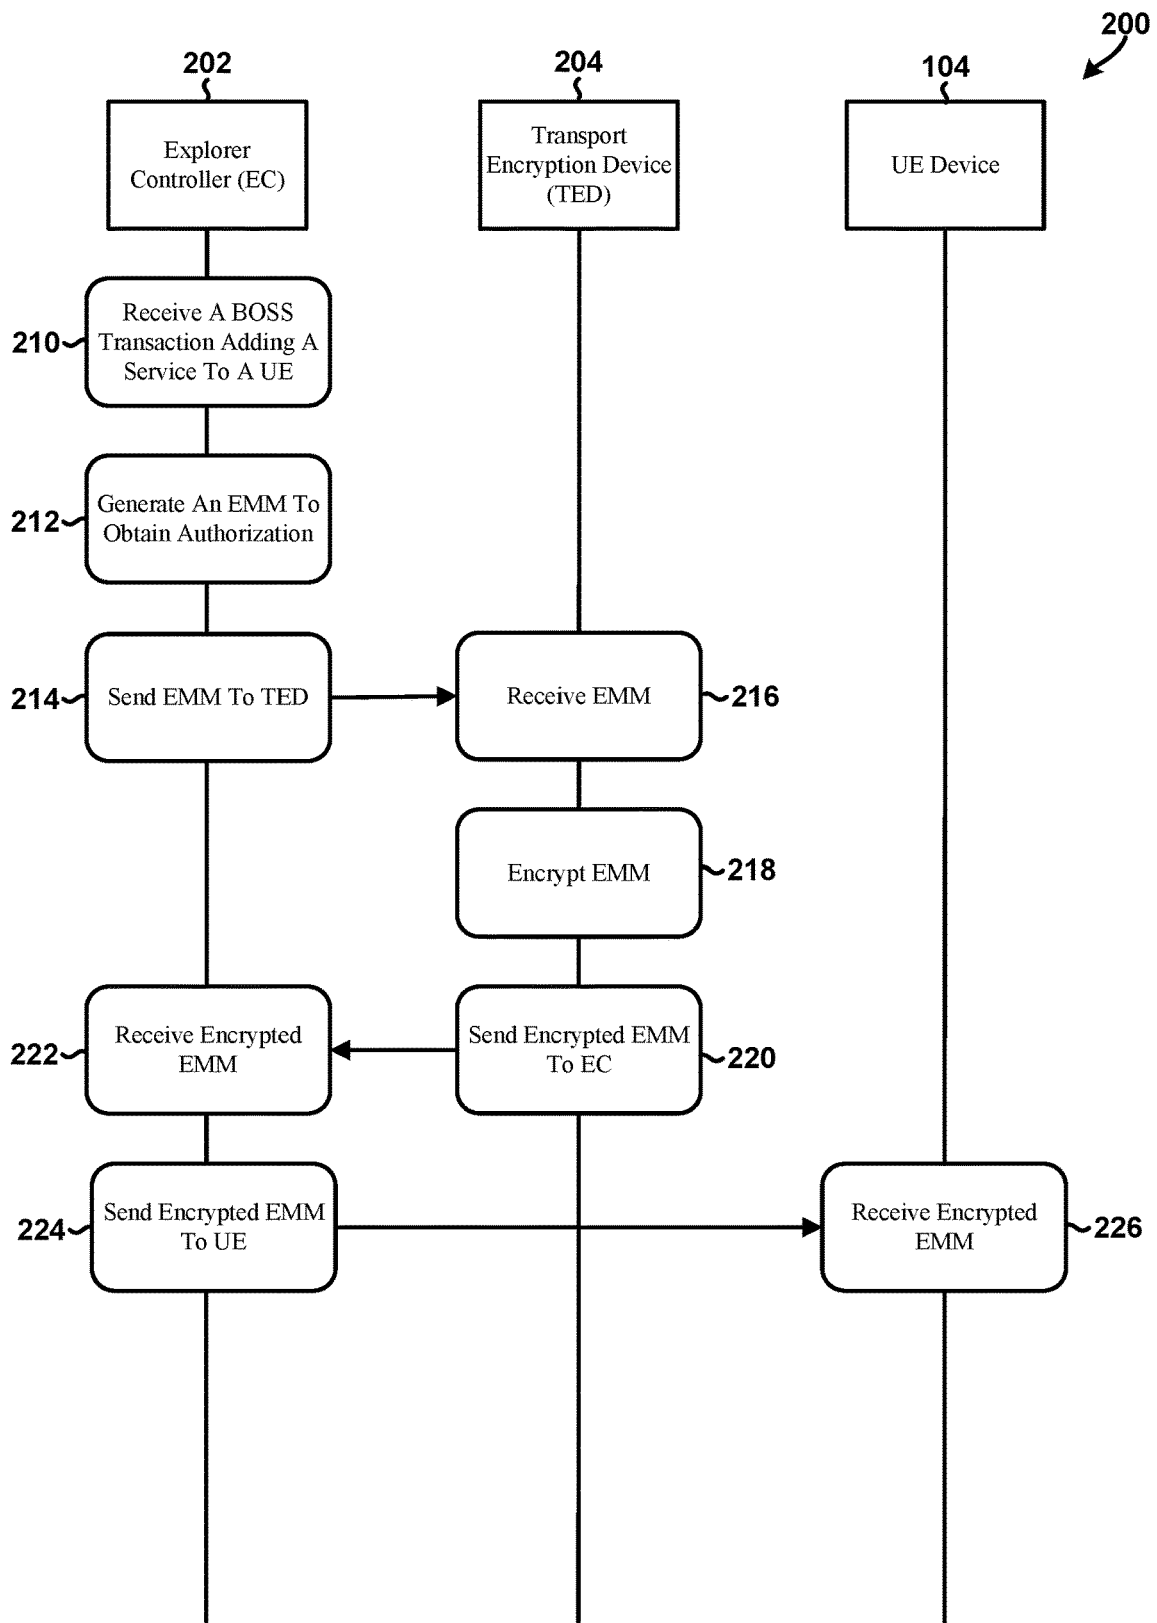 200
202
204
104
Explorer
Controller (EC)
Transport
Encryption Device
(TED)
UE Device
210
Receive A BOSS
Transaction Adding A
Service To A UE
212
Generate An EMM To
Obtain Authorization
214
Send EMM To TED
Receive EMM
216
Encrypt EMM
218
222
Receive Encrypted
EMM
Send Encrypted EMM
To EC
220
224
Send Encrypted EMM
To UE
Receive Encrypted
EMM
226